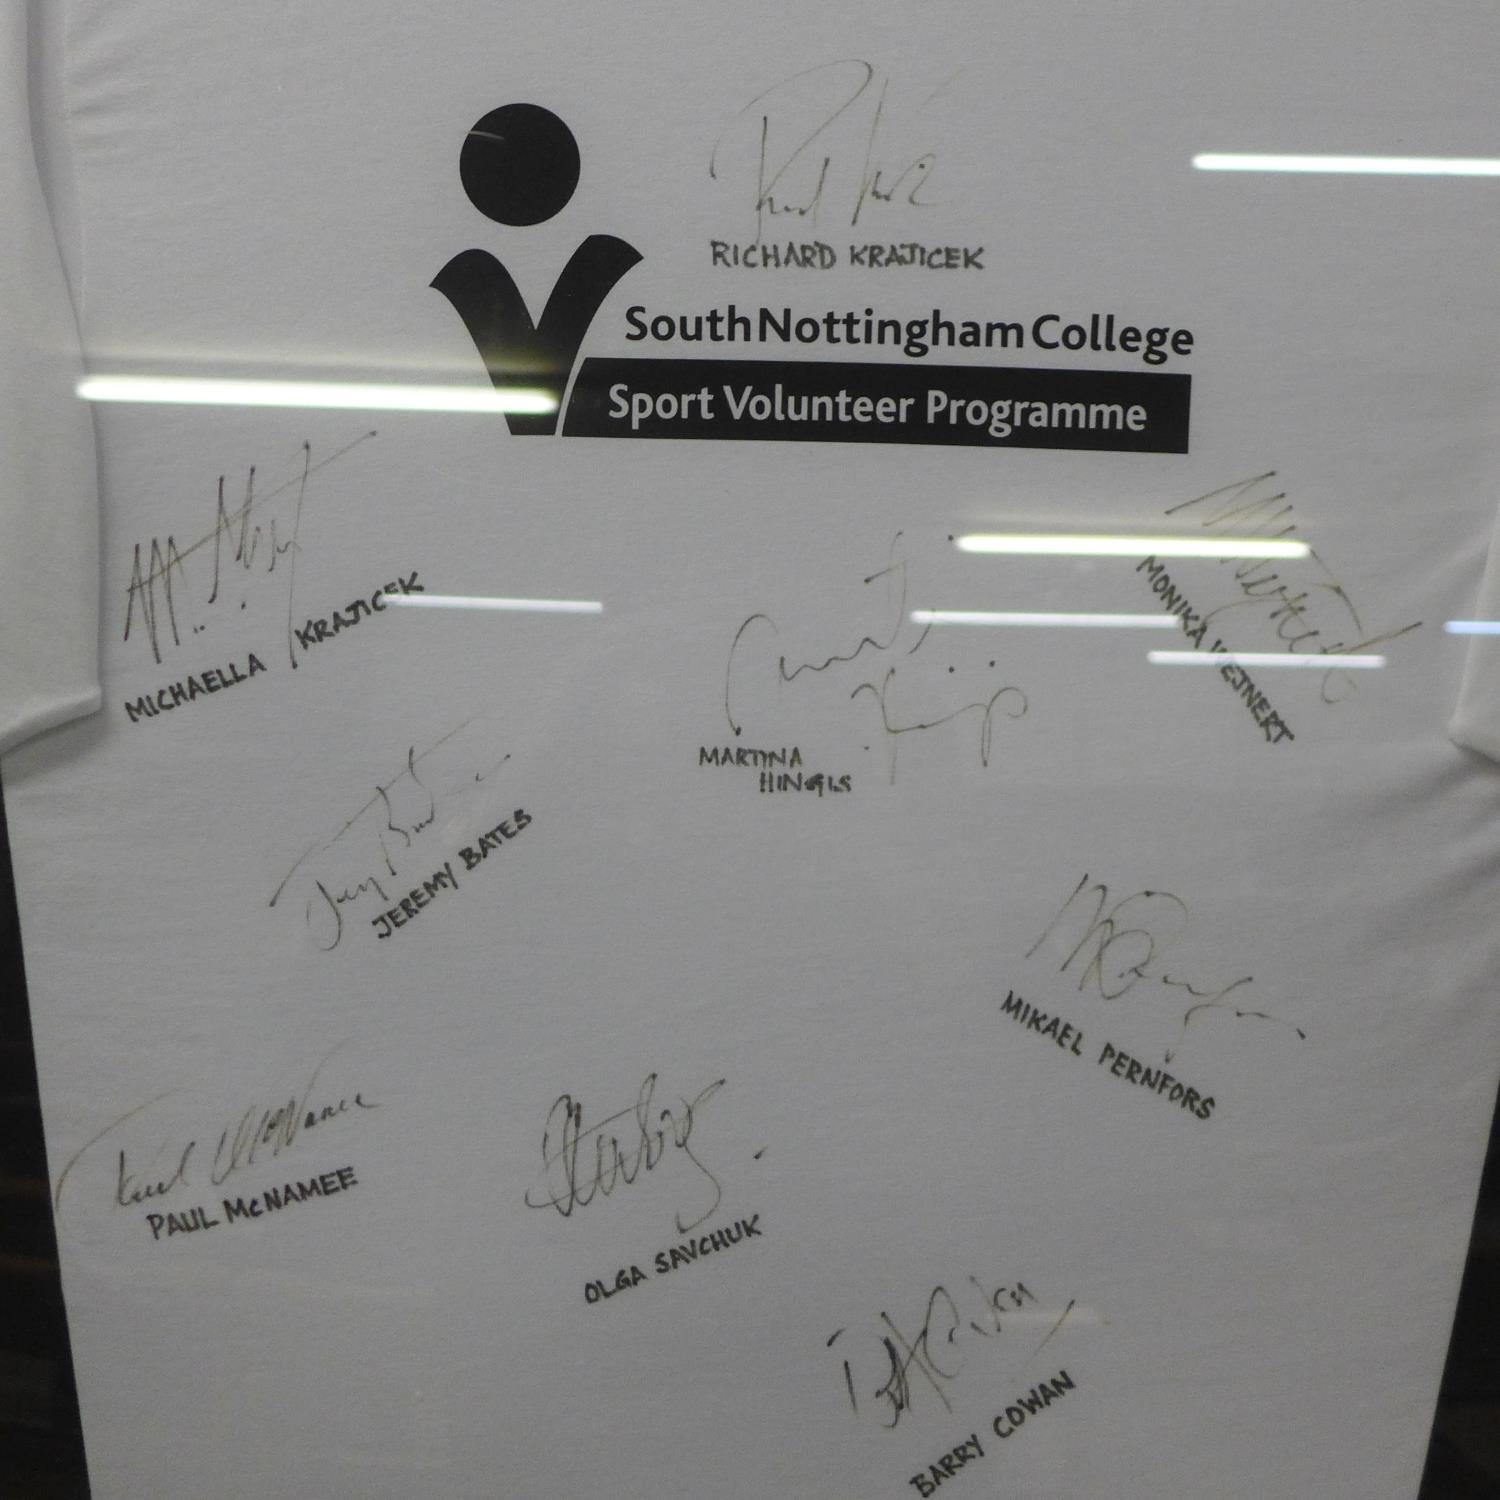 RICHARD KRAJICEK
SouthNottinghamCollege
Sport Volunteer Programme
MICHAELLA KRAJICEK
MONIKA WEJNERT
MARTINA
HINGIS
JEREMY BATES
MIKAEL PERNFORS
PAUL McNAMEE
OLGA SAVCHUK
BARRY COWAN